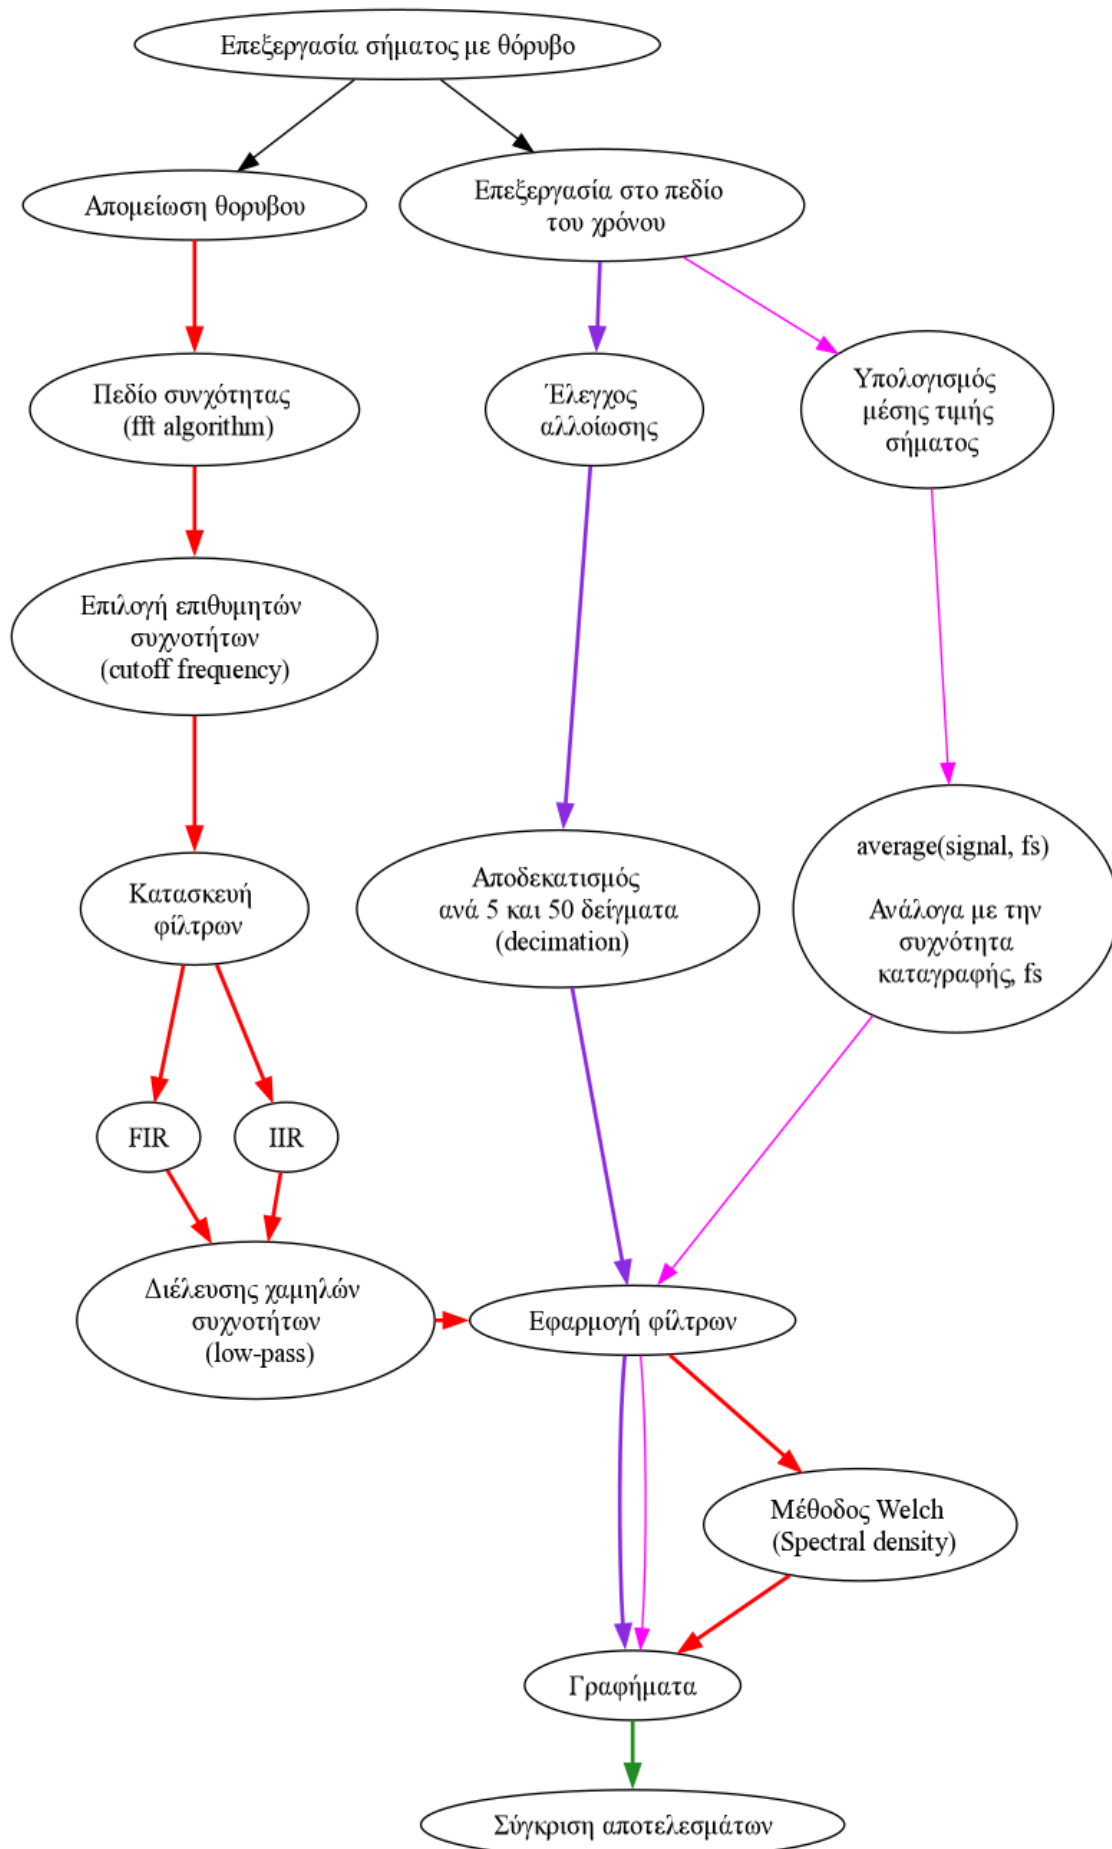 Επεξεργασία σήματος με θόρυβο
Απομείωση θορυβου
Επεξεργασία στο πεδίο
του χρόνου
Πεδίο συνχότητας
(fft algorithm)
Έλεγχος
αλλοίωσης
Υπολογισμός
μέσης τιμής
σήματος
Επιλογή επιθυμητών
συχνοτήτων
(cutoff frequency)
Κατασκευή
φίλτρων
Αποδεκατισμός
ανά 5 και 50 δείγματα
(decimation)
average(signal, fs)
Ανάλογα με την
συχνότητα
καταγραφής, fs
FIR
IIR
Διέλευσης χαμηλών
συχνοτήτων
(low-pass)
Εφαρμογή φίλτρων
Μέθοδος Welch
(Spectral density)
Γραφήματα
Σύγκριση αποτελεσμάτων